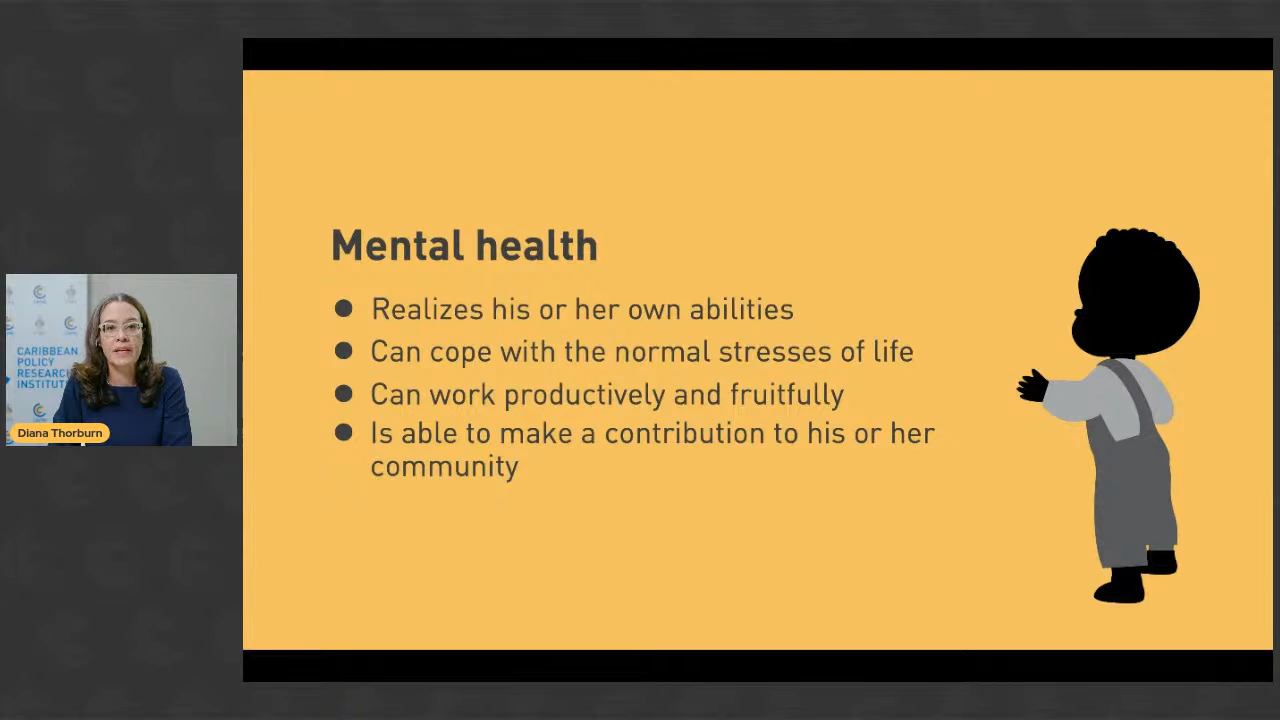 Mental health
● Realizes his or her own abilities
● Can cope with the normal stresses of life
● Can work productively and fruitfully
● Is able to make a contribution to his or her
community
CARIBBEAN
POLICY
RESEARCH
INSTITUTE
Diana Thorburn